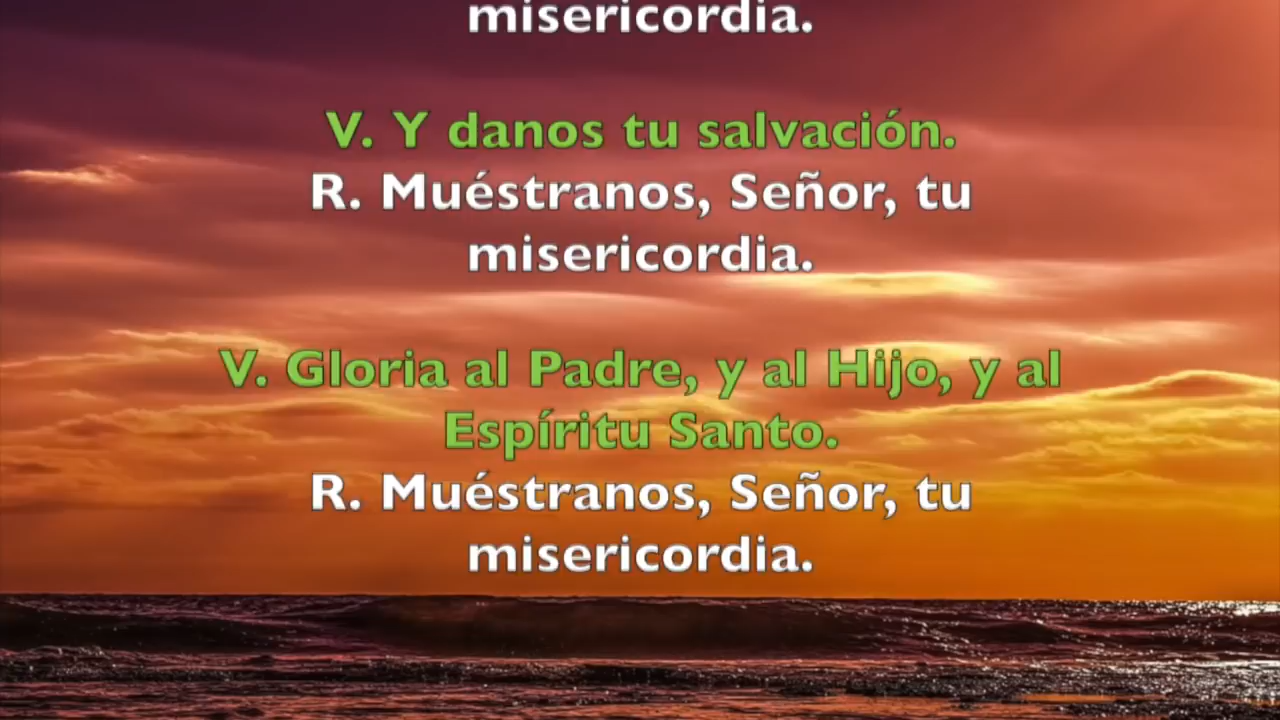 misericordia.
V. Y danos tu salvación.
R. Muéstranos, Señor, tu
misericordia.
V. Gloria al Padre, y al Hijo, y al
Espíritu Santo.
R. Muéstranos, Señor, tu
misericordia.